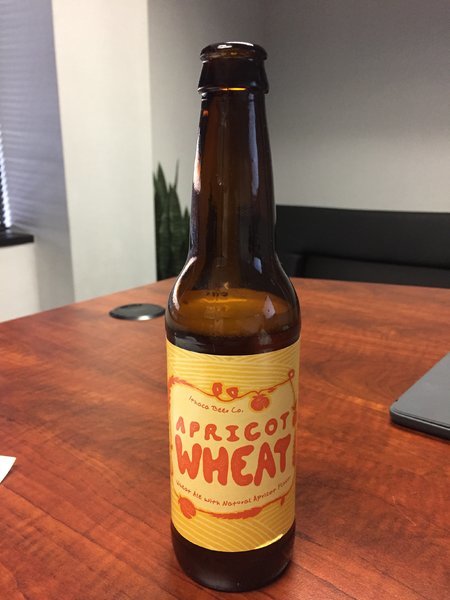 Ithaca Beer Co.
APRICOT
WHEAT
Wheat Ale With Natural Apricot Flavor